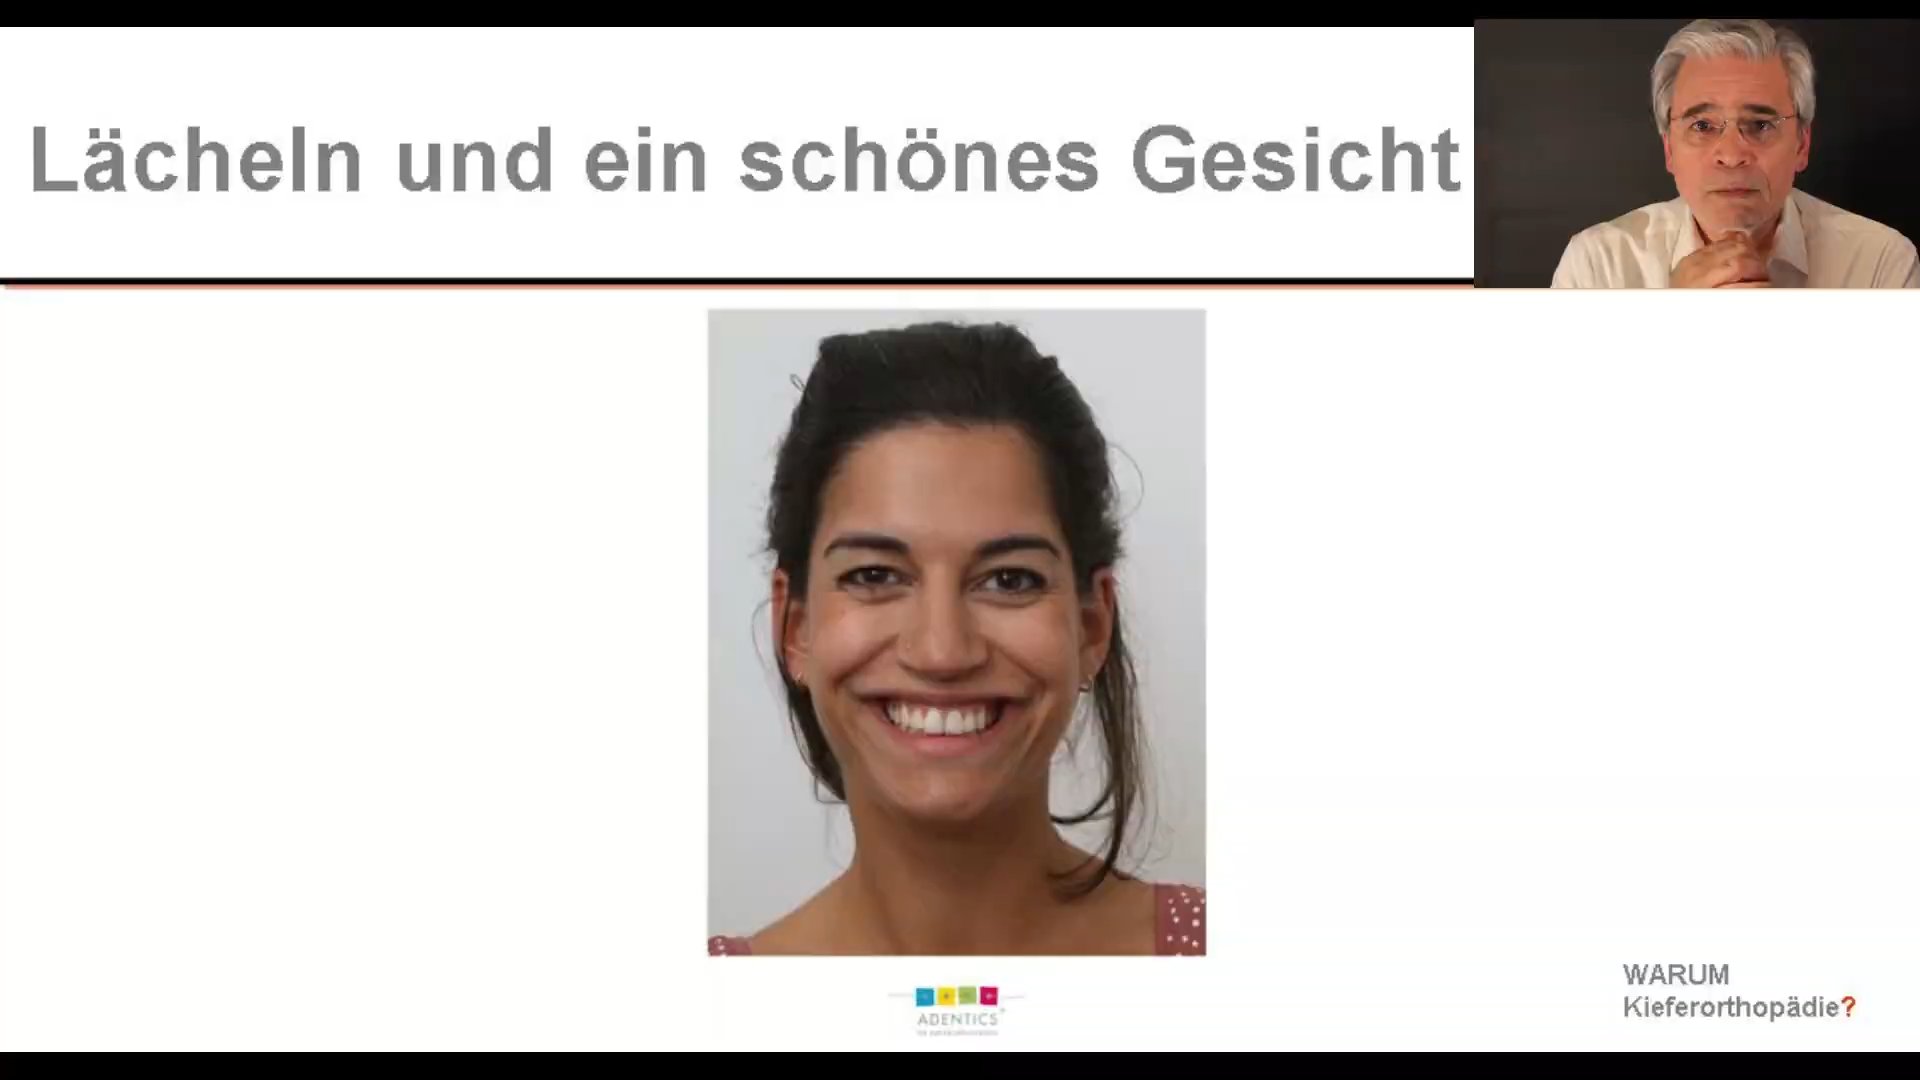 Lächeln und ein schönes Gesicht
ADENTICS
WARUM
Kieferorthopädie?